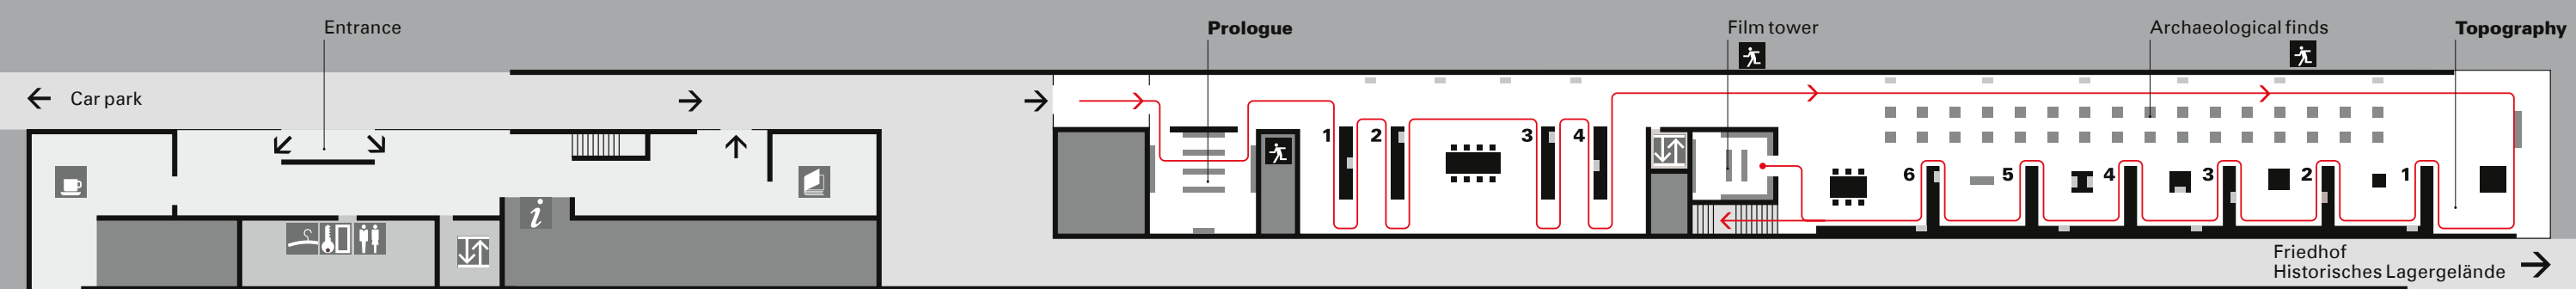 Entrance
Prologue
Film tower
Archaeological finds
Topography
Car park
1
2
3
4
6
5
4
3
2
1
i
Friedhof
Historisches Lagergelände